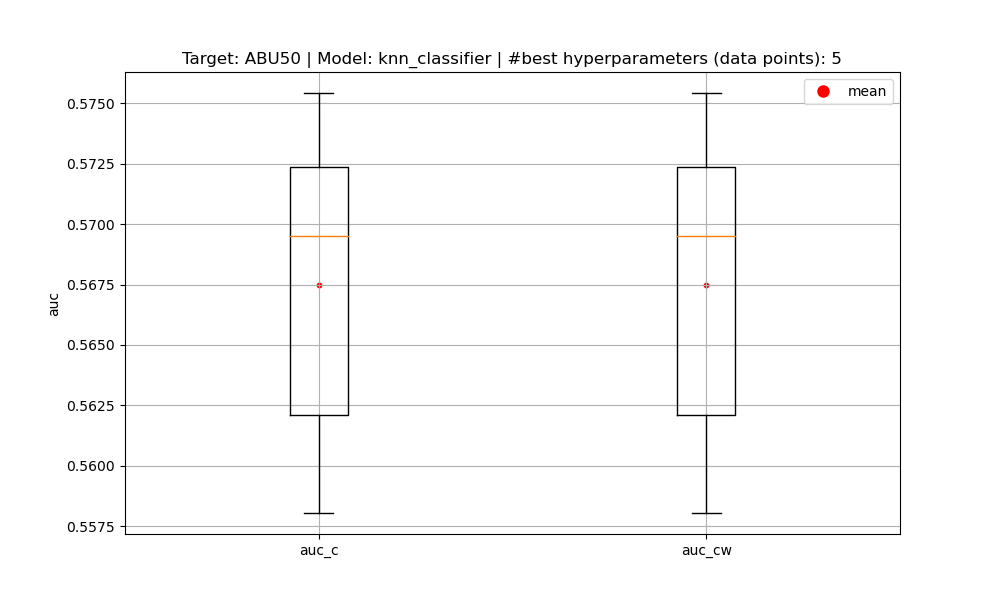 Target: ABU50 | Model: knn_classifier | #best hyperparameters (data points): 5
mean
0.5750
0.5725
0.5700
0.5675
0.5650
0.5625
0.5600
0.5575
auc
auc_c
auc_cw